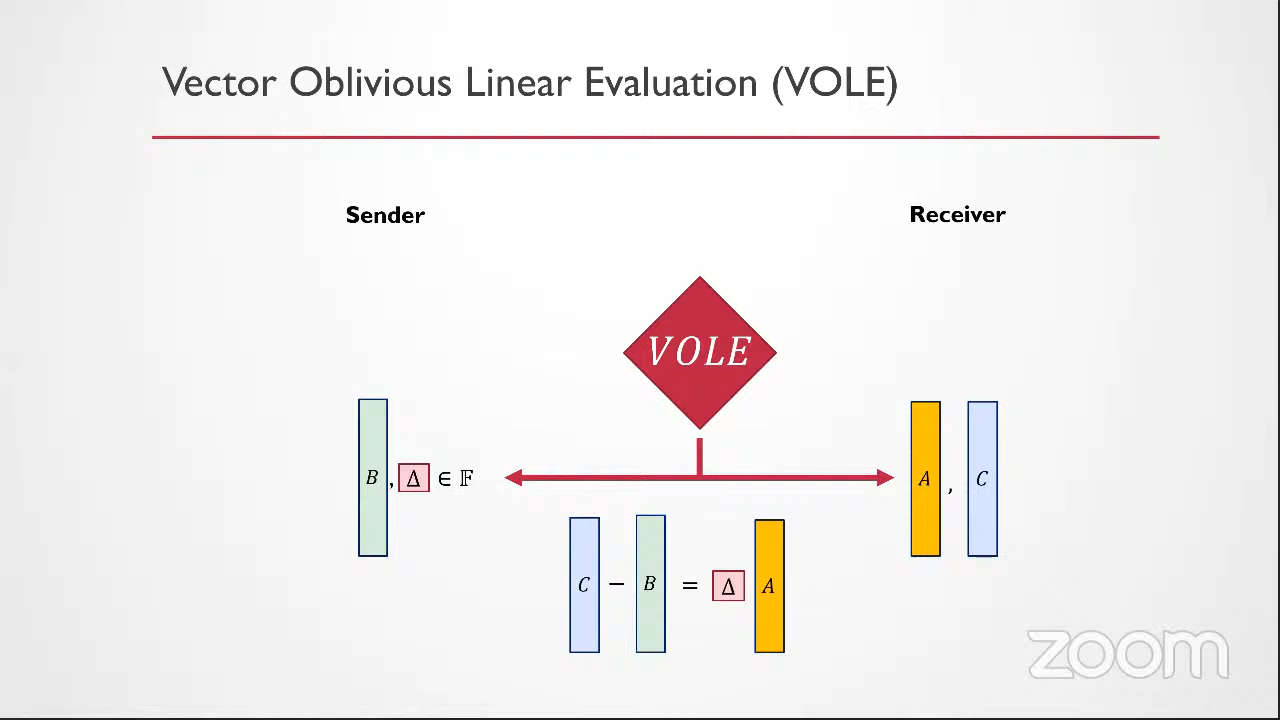 Vector Oblivious Linear Evaluation (VOLE)
Sender
Receiver
VOLE
B , Δ ∈ 𝔽
A , C
C − B = Δ A
zoom